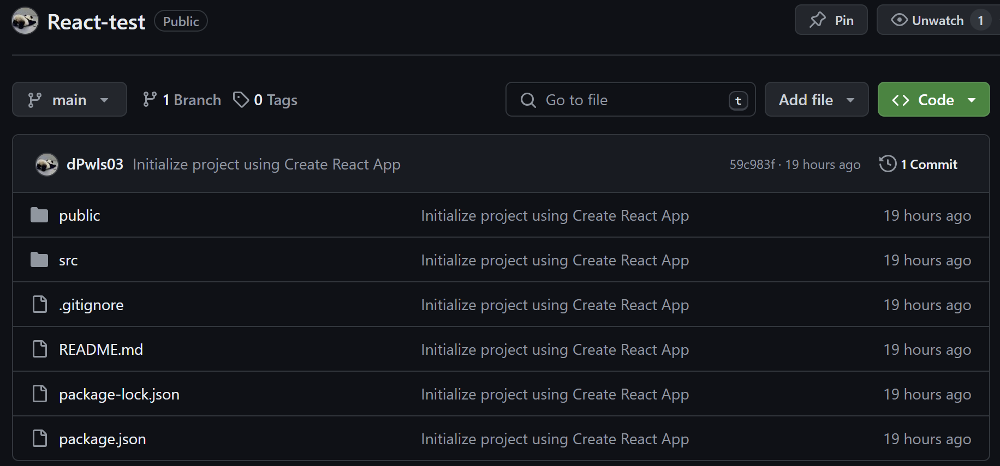 React-test Public Pin Unwatch 1
main 1 Branch 0 Tags Go to file t Add file Code
dPwls03 Initialize project using Create React App 59c983f · 19 hours ago 1 Commit
public Initialize project using Create React App 19 hours ago
src Initialize project using Create React App 19 hours ago
.gitignore Initialize project using Create React App 19 hours ago
README.md Initialize project using Create React App 19 hours ago
package-lock.json Initialize project using Create React App 19 hours ago
package.json Initialize project using Create React App 19 hours ago